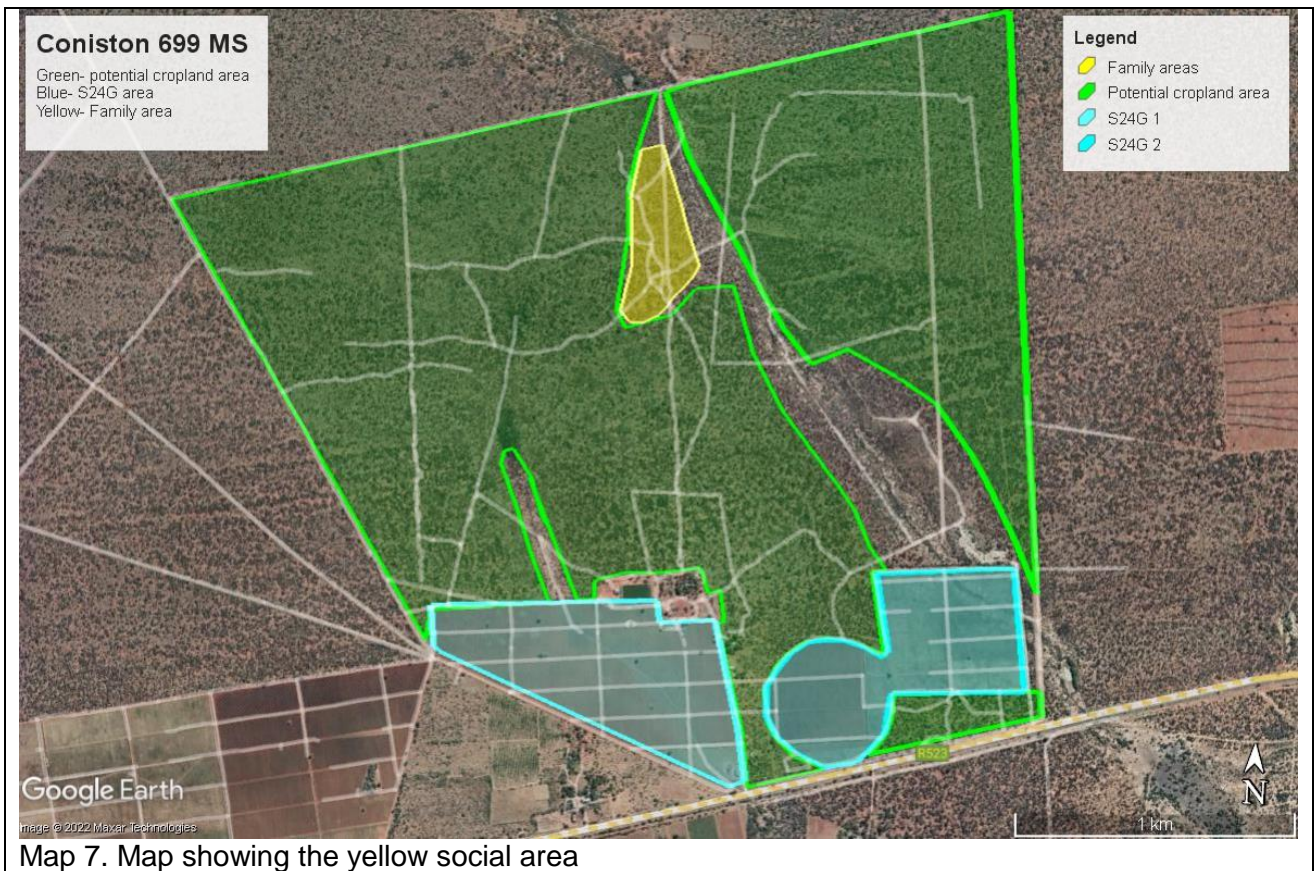 Coniston 699 MS
Green- potential cropland area
Blue- S24G area
Yellow- Family area
Legend
Family areas
Potential cropland area
S24G 1
S24G 2
R523
Google Earth
N
mage © 2022 Maxar Technologies
1 km
Map 7. Map showing the yellow social area